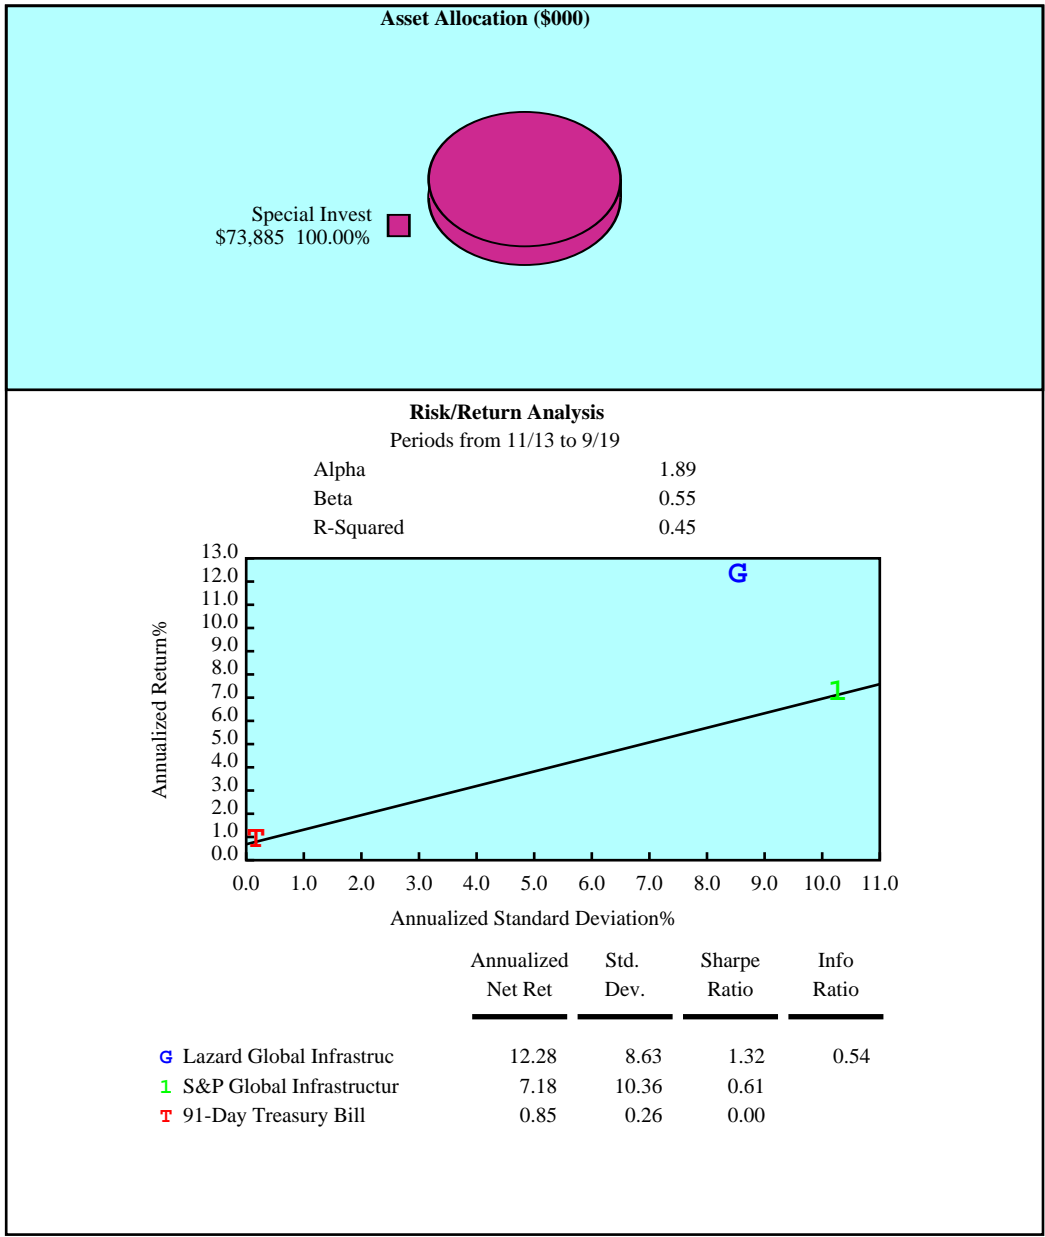 Asset Allocation ($000)
Special Invest
$73,885 100.00%
Risk/Return Analysis
Periods from 11/13 to 9/19
Alpha 1.89
Beta 0.55
R-Squared 0.45
13.0
12.0
11.0
10.0
9.0
8.0
7.0
6.0
5.0
4.0
3.0
2.0
1.0
0.0
Annualized Return%
G
1
T
0.0 1.0 2.0 3.0 4.0 5.0 6.0 7.0 8.0 9.0 10.0 11.0
Annualized Standard Deviation%
Annualized Std. Sharpe Info
Net Ret Dev. Ratio Ratio
G Lazard Global Infrastruc 12.28 8.63 1.32 0.54
1 S&P Global Infrastructur 7.18 10.36 0.61
T 91-Day Treasury Bill 0.85 0.26 0.00